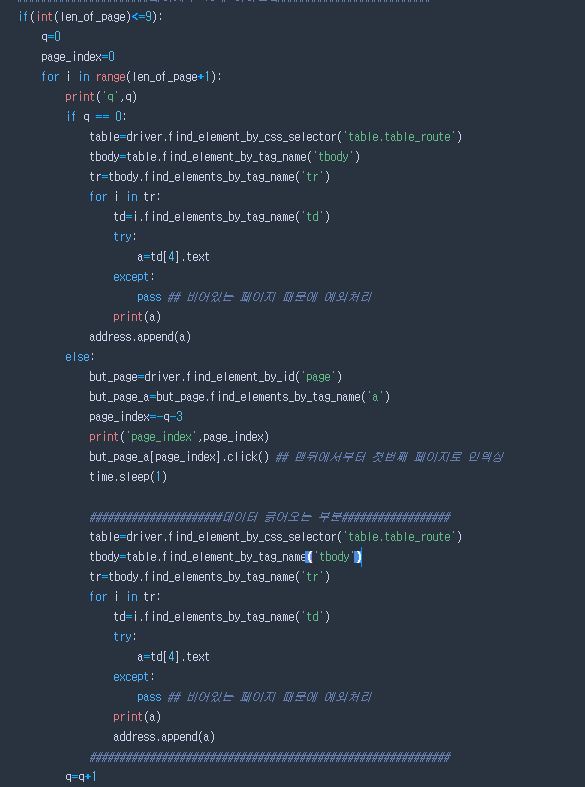 if(int(len_of_page)<=9):
    q=0
    page_index=0
    for i in range(len_of_page+1):
        print('q',q)
        if q == 0:
            table=driver.find_element_by_css_selector('table.table_route')
            tbody=table.find_element_by_tag_name('tbody')
            tr=tbody.find_elements_by_tag_name('tr')
            for i in tr:
                td=i.find_elements_by_tag_name('td')
                try:
                    a=td[4].text
                except:
                    pass ## 비어있는 페이지 때문에 예외처리
                print(a)
            address.append(a)
        else:
            but_page=driver.find_element_by_id('page')
            but_page_a=but_page.find_elements_by_tag_name('a')
            page_index=-q-3
            print('page_index',page_index)
            but_page_a[page_index].click() ## 맨뒤에서부터 첫번째 페이지로 인덱싱
            time.sleep(1)
            ######################데이터 긁어오는 부분##################
            table=driver.find_element_by_css_selector('table.table_route')
            tbody=table.find_element_by_tag_name('tbody')
            tr=tbody.find_elements_by_tag_name('tr')
            for i in tr:
                td=i.find_elements_by_tag_name('td')
                try:
                    a=td[4].text
                except:
                    pass ## 비어있는 페이지 때문에 예외처리
                print(a)
                address.append(a)
            ############################################################
        q=q+1